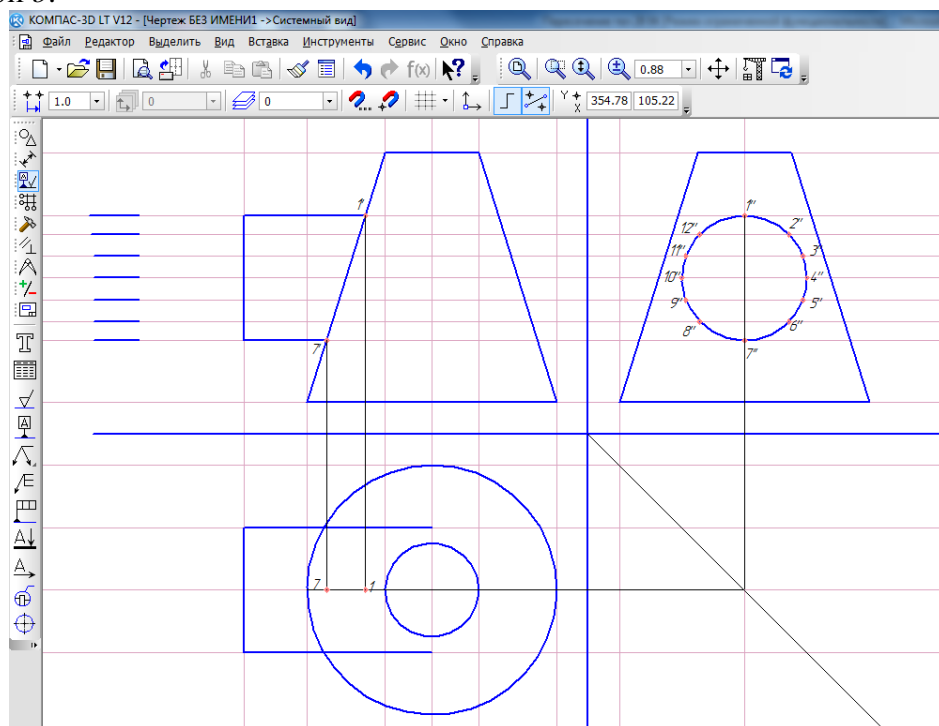 КОМПАС-3D LT V12 - [Чертеж БЕЗ ИМЕНИ1 ->Системный вид]
Файл Редактор Выделить Вид Вставка Инструменты Сервис Окно Справка
f(x) 0.88
1.0 0 0 Y X 354.78 105.22
1' 1"
12" 2"
11" 3"
10" 4"
9" 5"
8" 6"
7' 7"
7 1